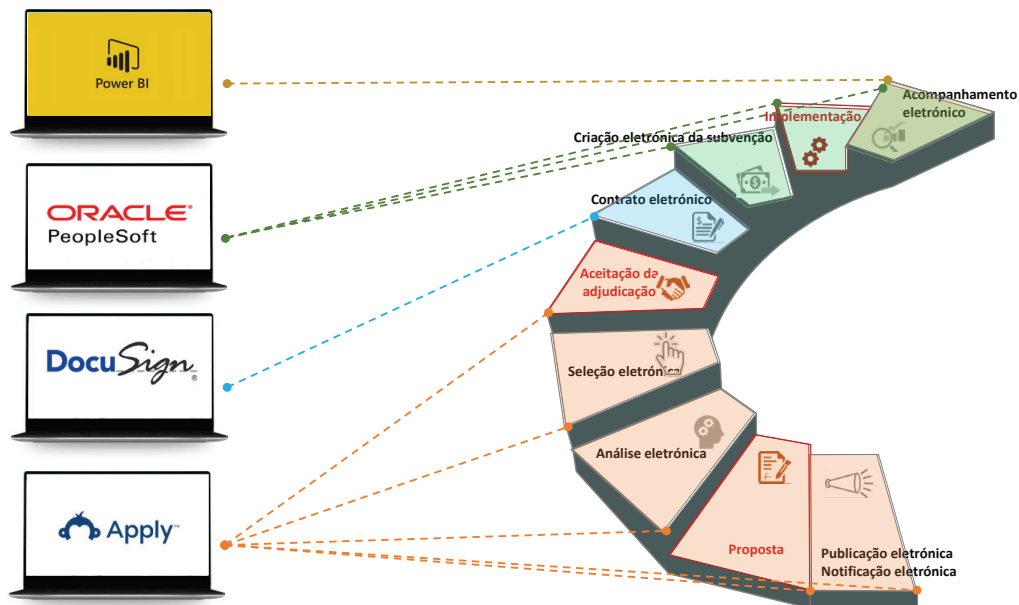 Power BI
ORACLE®
PeopleSoft
DocuSign®
Apply™
Acompanhamento
eletrónico
Implementação
Criação eletrónica da subvenção
Contrato eletrónico
Aceitação da
adjudicação
Seleção eletrónica
Análise eletrónica
Proposta
Publicação eletrónica
Notificação eletrónica